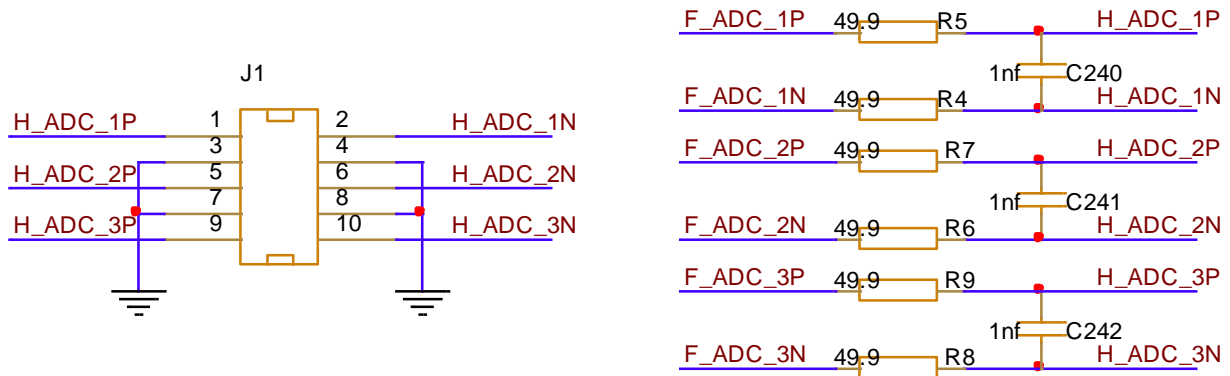 J1
H_ADC_1P 1 2 H_ADC_1N
3 4
H_ADC_2P 5 6 H_ADC_2N
7 8
H_ADC_3P 9 10 H_ADC_3N
F_ADC_1P 49.9 R5 H_ADC_1P
1nf C240
F_ADC_1N 49.9 R4 H_ADC_1N
F_ADC_2P 49.9 R7 H_ADC_2P
1nf C241
F_ADC_2N 49.9 R6 H_ADC_2N
F_ADC_3P 49.9 R9 H_ADC_3P
1nf C242
F_ADC_3N 49.9 R8 H_ADC_3N